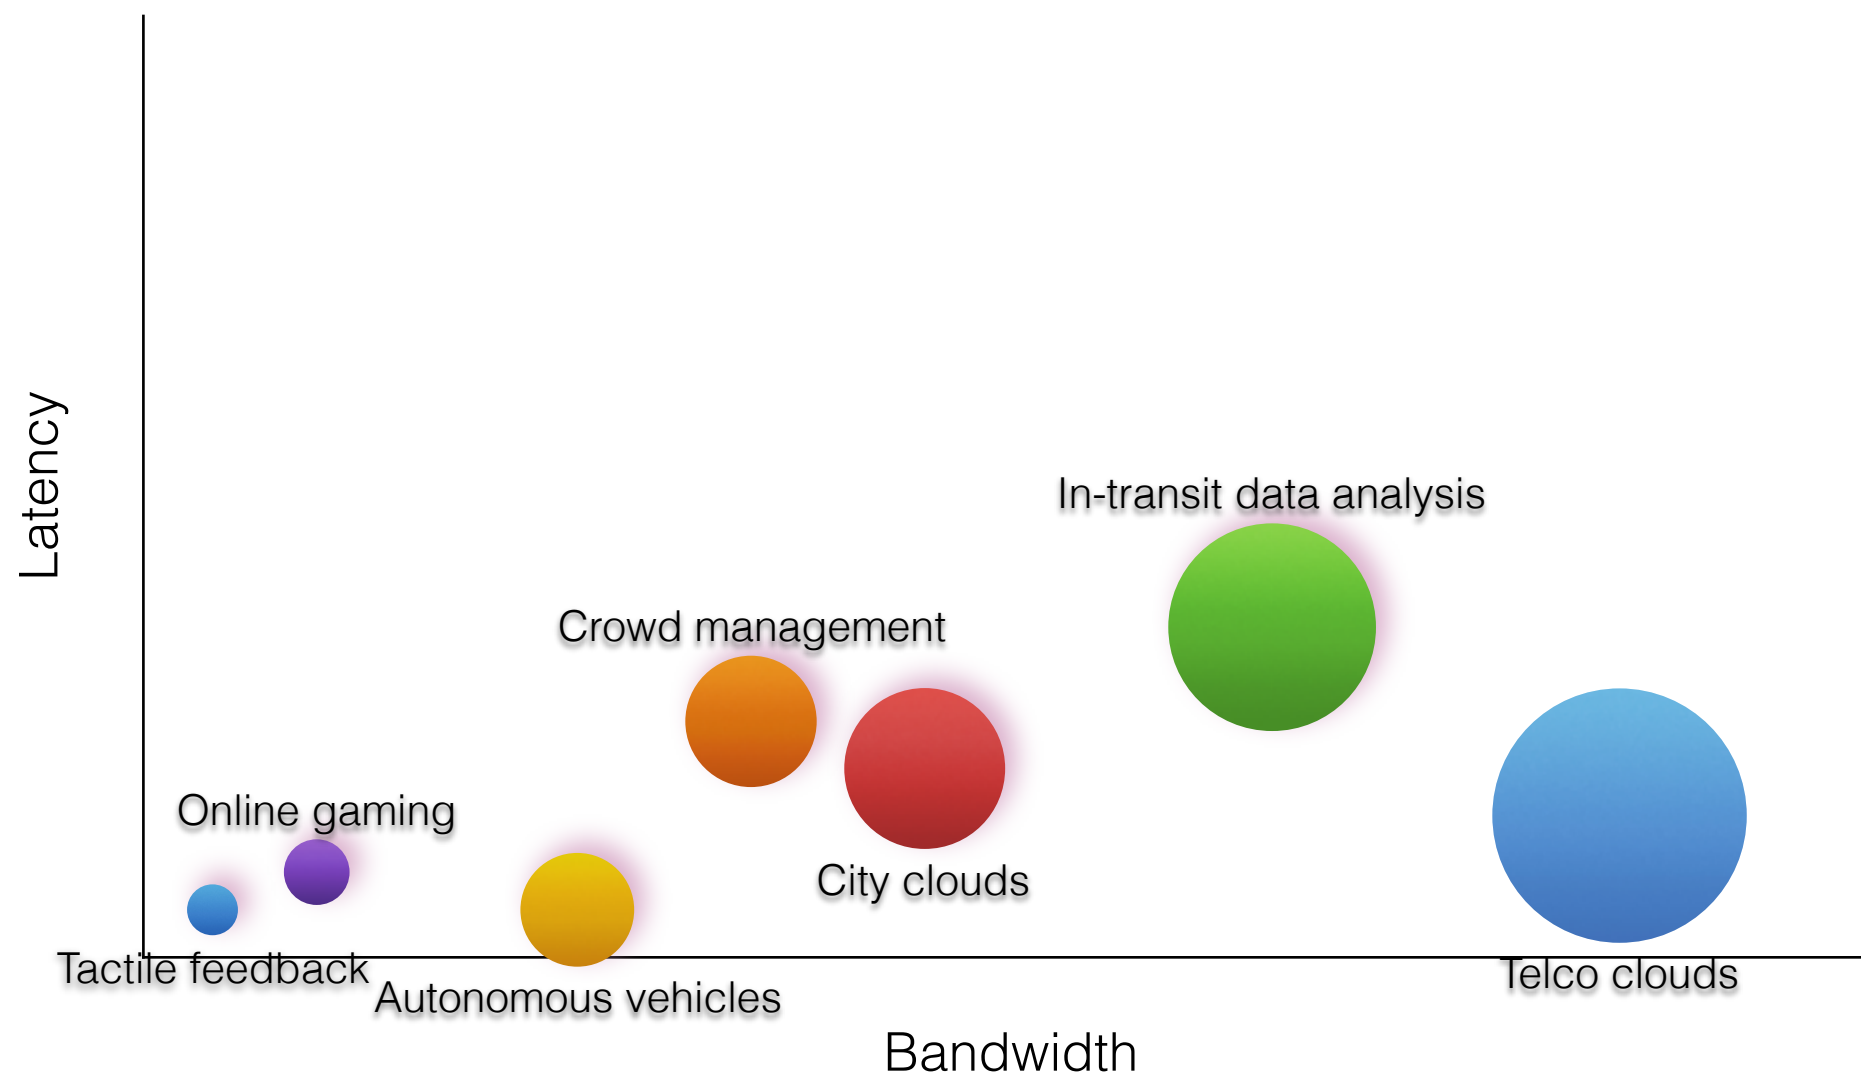 Latency
In-transit data analysis
Crowd management
Online gaming
City clouds
Tactile feedback
Telco clouds
Autonomous vehicles
Bandwidth